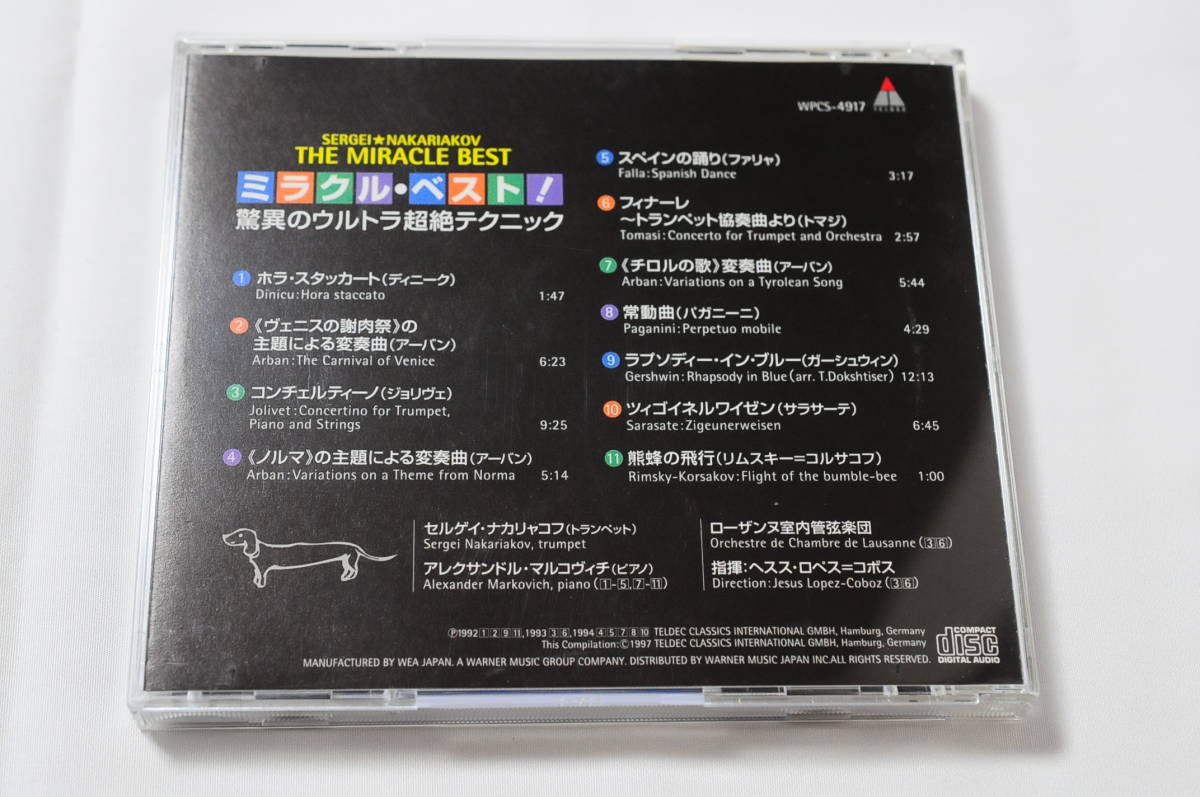 WPCS-4917
TELDEC
SERGEI★NAKARIAKOV
THE MIRACLE BEST
ミラクル・ベスト!
驚異のウルトラ超絶テクニック
1 ホラ・スタッカート(ディニーク)
Dinicu:Hora staccato 1:47
2 《ヴェニスの謝肉祭》の
主題による変奏曲(アーバン)
Arban:The Carnival of Venice 6:23
3 コンチェルティーノ(ジョリヴェ)
Jolivet:Concertino for Trumpet,
Piano and Strings 9:25
4 《ノルマ》の主題による変奏曲(アーバン)
Arban:Variations on a Theme from Norma 5:14
5 スペインの踊り(ファリャ)
Falla:Spanish Dance 3:17
6 フィナーレ
〜トランペット協奏曲より(トマジ)
Tomasi:Concerto for Trumpet and Orchestra 2:57
7 《チロルの歌》変奏曲(アーバン)
Arban:Variations on a Tyrolean Song 5:44
8 常動曲(パガニーニ)
Paganini:Perpetuo mobile 4:29
9 ラプソディー・イン・ブルー(ガーシュウィン)
Gershwin:Rhapsody in Blue(arr. T.Dokshtiser) 12:13
10 ツィゴイネルワイゼン(サラサーテ)
Sarasate:Zigeunerweisen 6:45
11 熊蜂の飛行(リムスキー=コルサコフ)
Rimsky-Korsakov:Flight of the bumble-bee 1:00
セルゲイ・ナカリャコフ(トランペット)
Sergei Nakariakov, trumpet
アレクサンドル・マルコヴィチ(ピアノ)
Alexander Markovich, piano (1-5,7-11)
ローザンヌ室内管弦楽団
Orchestre de Chambre de Lausanne (3 6)
指揮:ヘスス・ロペス=コボス
Direction:Jesus Lopez-Coboz (3 6)
℗1992 1 2 9 11, 1993 3 6, 1994 4 5 7 8 10 TELDEC CLASSICS INTERNATIONAL GMBH, Hamburg, Germany
This Compilation:©1997 TELDEC CLASSICS INTERNATIONAL GMBH, Hamburg, Germany
MANUFACTURED BY WEA JAPAN. A WARNER MUSIC GROUP COMPANY. DISTRIBUTED BY WARNER MUSIC JAPAN INC. ALL RIGHTS RESERVED.
COMPACT
disc
DIGITAL AUDIO